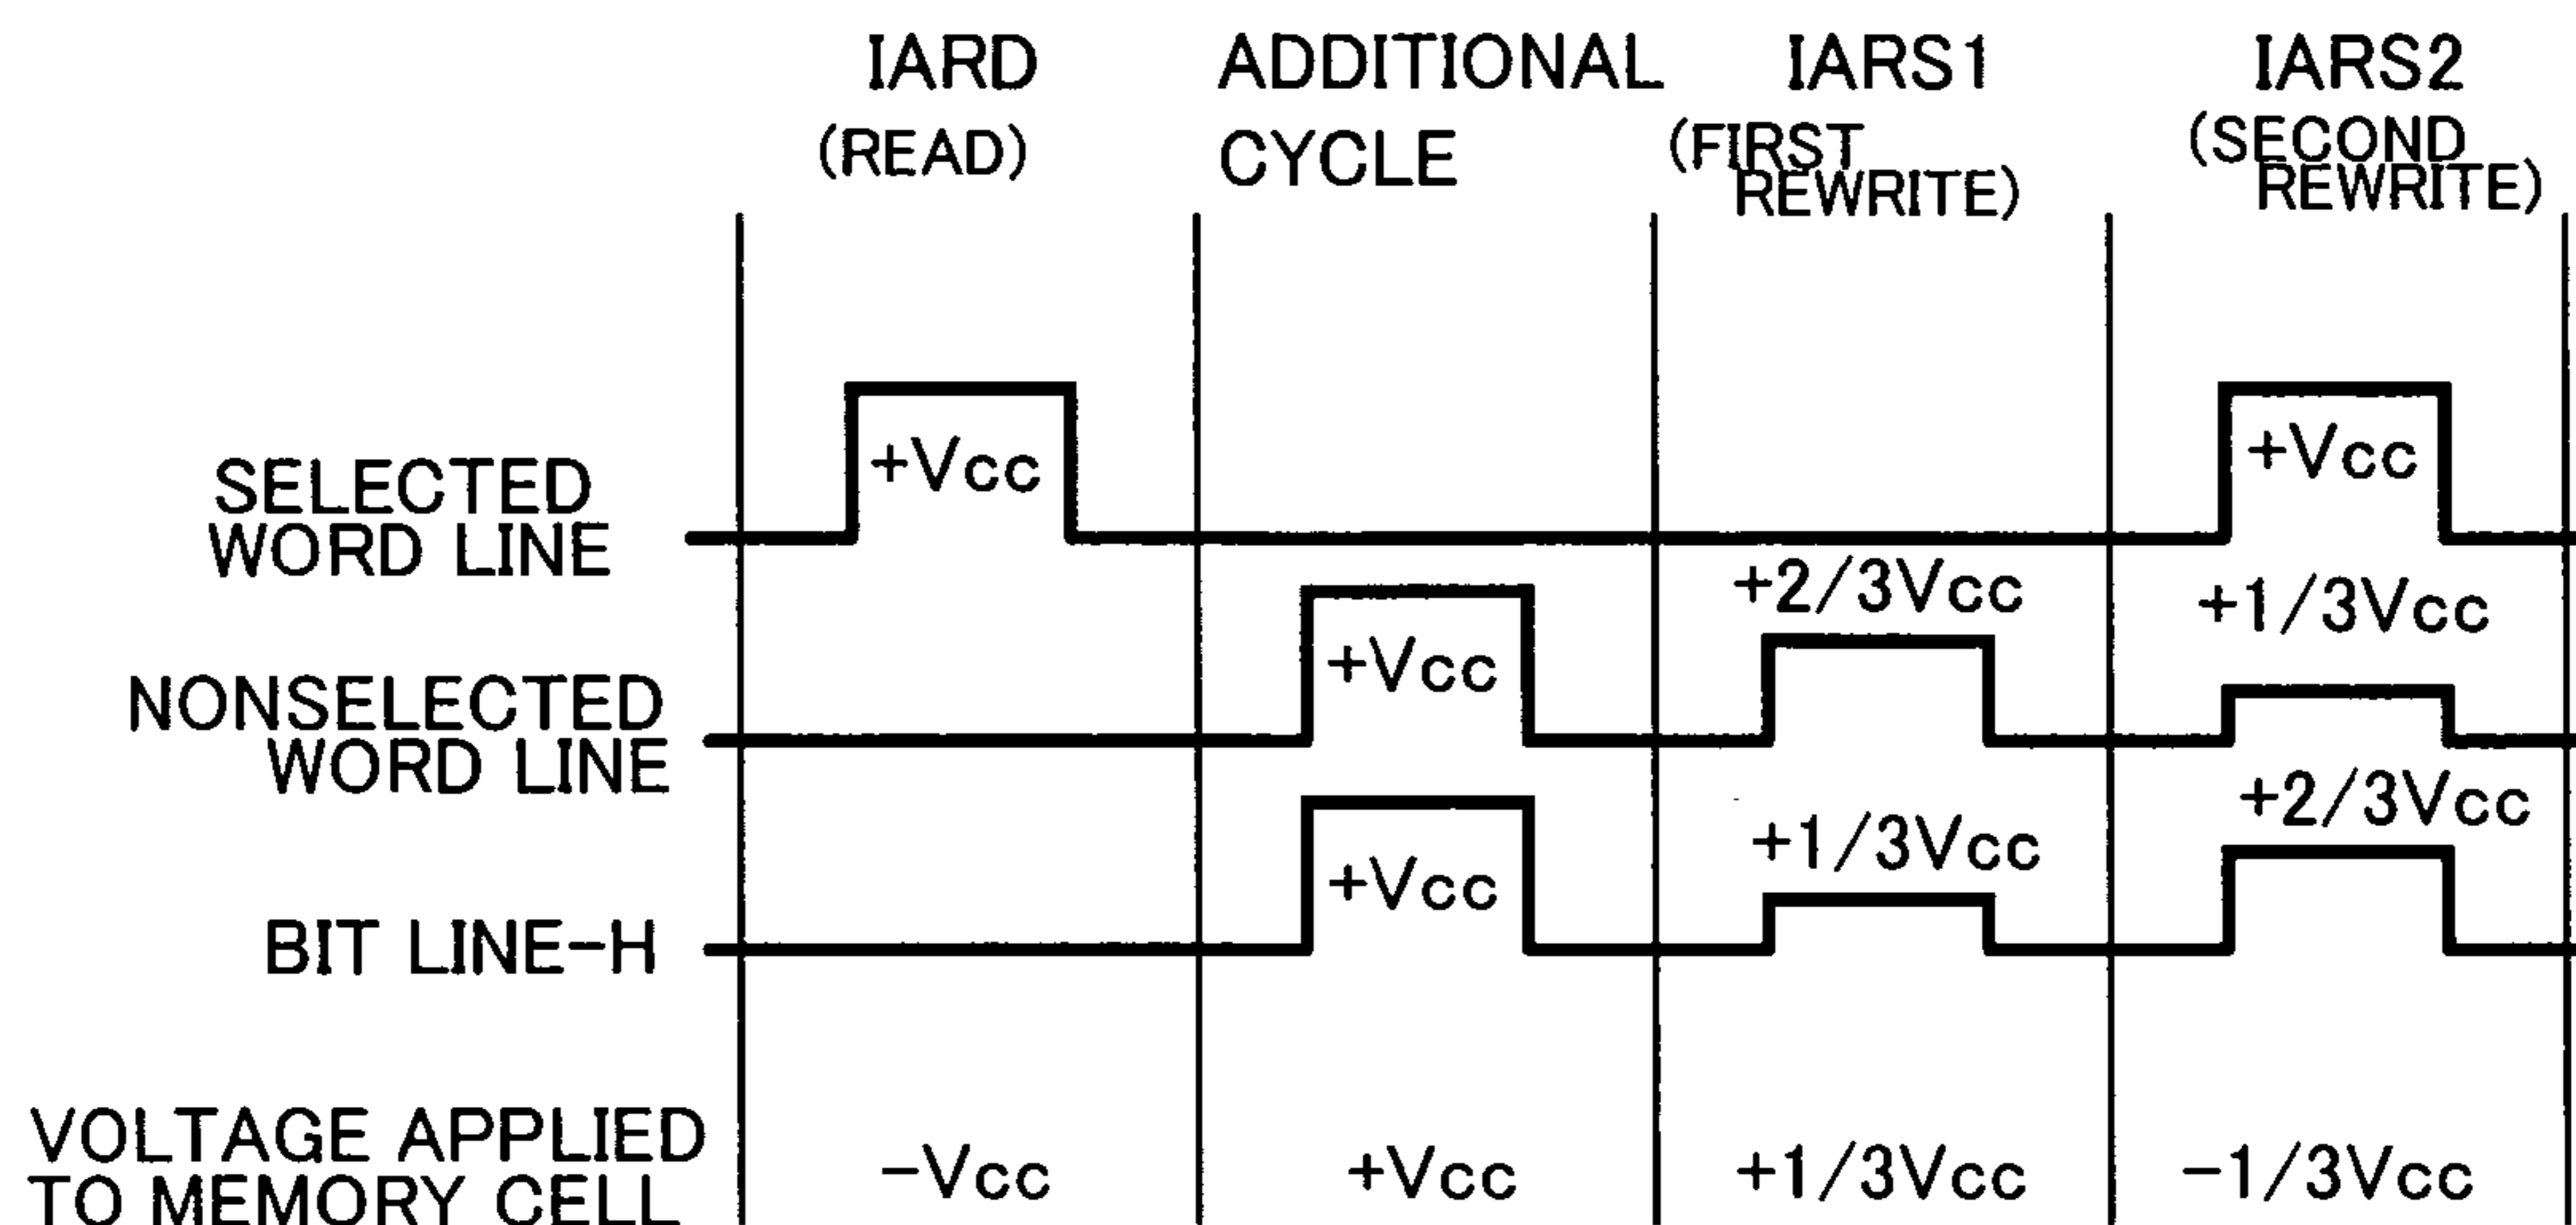 IARD
(READ)
ADDITIONAL
CYCLE
IARS1
(FIRST
REWRITE)
IARS2
(SECOND
REWRITE)
SELECTED
WORD LINE
+Vcc
+Vcc
NONSELECTED
WORD LINE
+Vcc
+2/3Vcc
+1/3Vcc
BIT LINE-H
+Vcc
+1/3Vcc
+2/3Vcc
VOLTAGE APPLIED
TO MEMORY CELL
-Vcc
+Vcc
+1/3Vcc
-1/3Vcc